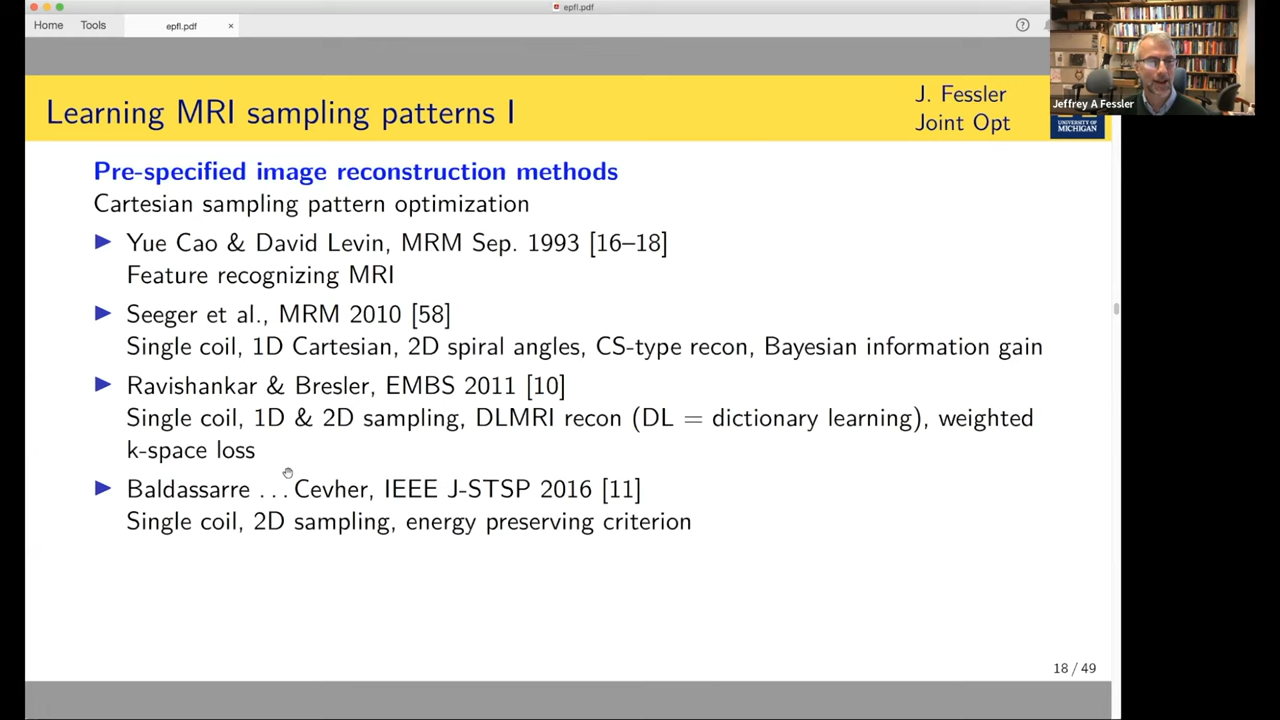 epfl.pdf
Home Tools epfl.pdf ×
?
Learning MRI sampling patterns I
J. Fessler
Joint Opt
Jeffrey A Fessler
UNIVERSITY OF
MICHIGAN
Pre-specified image reconstruction methods
Cartesian sampling pattern optimization
▶ Yue Cao & David Levin, MRM Sep. 1993 [16–18]
Feature recognizing MRI
▶ Seeger et al., MRM 2010 [58]
Single coil, 1D Cartesian, 2D spiral angles, CS-type recon, Bayesian information gain
▶ Ravishankar & Bresler, EMBS 2011 [10]
Single coil, 1D & 2D sampling, DLMRI recon (DL = dictionary learning), weighted
k-space loss
▶ Baldassarre ... Cevher, IEEE J-STSP 2016 [11]
Single coil, 2D sampling, energy preserving criterion
18 / 49